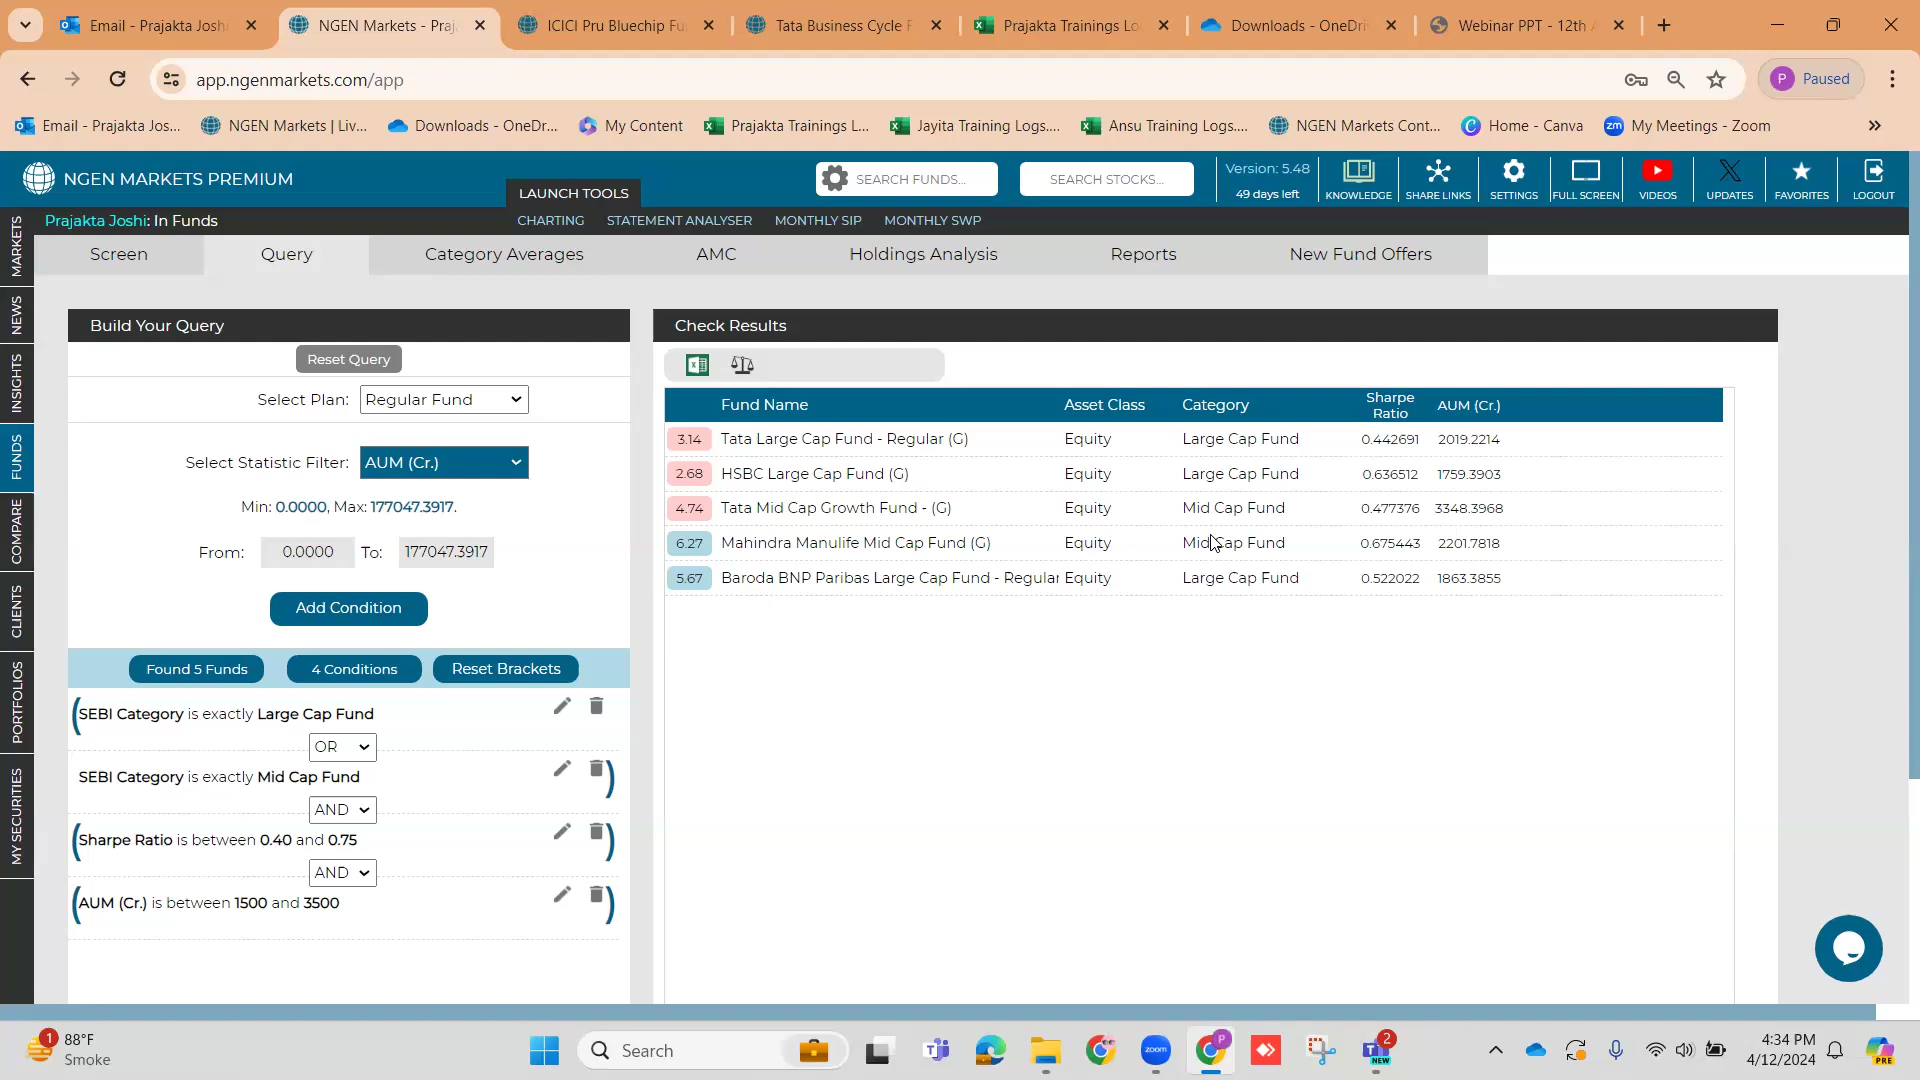 Email - Prajakta Joshi
NGEN Markets - Praj
ICICI Pru Bluechip Fu
Tata Business Cycle F
Prajakta Trainings Lo
Downloads - OneDri
Webinar PPT - 12th A
app.ngenmarkets.com/app
P
Paused
Email - Prajakta Jos...
NGEN Markets | Liv...
Downloads - OneDr...
My Content
Prajakta Trainings L...
Jayita Training Logs....
Ansu Training Logs....
NGEN Markets Cont...
Home - Canva
zm
My Meetings - Zoom
NGEN MARKETS PREMIUM
LAUNCH TOOLS
SEARCH FUNDS...
SEARCH STOCKS...
Version: 5.48
49 days left
KNOWLEDGE
SHARE LINKS
SETTINGS
FULL SCREEN
VIDEOS
UPDATES
FAVORITES
LOGOUT
Prajakta Joshi: In Funds
CHARTING
STATEMENT ANALYSER
MONTHLY SIP
MONTHLY SWP
MARKETS
NEWS
INSIGHTS
FUNDS
COMPARE
CLIENTS
PORTFOLIOS
MY SECURITIES
Screen
Query
Category Averages
AMC
Holdings Analysis
Reports
New Fund Offers
Build Your Query
Reset Query
Select Plan: Regular Fund
Select Statistic Filter: AUM (Cr.)
Min: 0.0000, Max: 177047.3917.
From: 0.0000 To: 177047.3917
Add Condition
Found 5 Funds
4 Conditions
Reset Brackets
(SEBI Category is exactly Large Cap Fund
OR
SEBI Category is exactly Mid Cap Fund)
AND
(Sharpe Ratio is between 0.40 and 0.75)
AND
(AUM (Cr.) is between 1500 and 3500)
Check Results
Fund Name Asset Class Category Sharpe Ratio AUM (Cr.)
3.14 Tata Large Cap Fund - Regular (G) Equity Large Cap Fund 0.442691 2019.2214
2.68 HSBC Large Cap Fund (G) Equity Large Cap Fund 0.636512 1759.3903
4.74 Tata Mid Cap Growth Fund - (G) Equity Mid Cap Fund 0.477376 3348.3968
6.27 Mahindra Manulife Mid Cap Fund (G) Equity Mid Cap Fund 0.675443 2201.7818
5.67 Baroda BNP Paribas Large Cap Fund - Regular Equity Large Cap Fund 0.522022 1863.3855
1
88°F
Smoke
Search
zoom
P
2
NEW
4:34 PM
4/12/2024
PRE